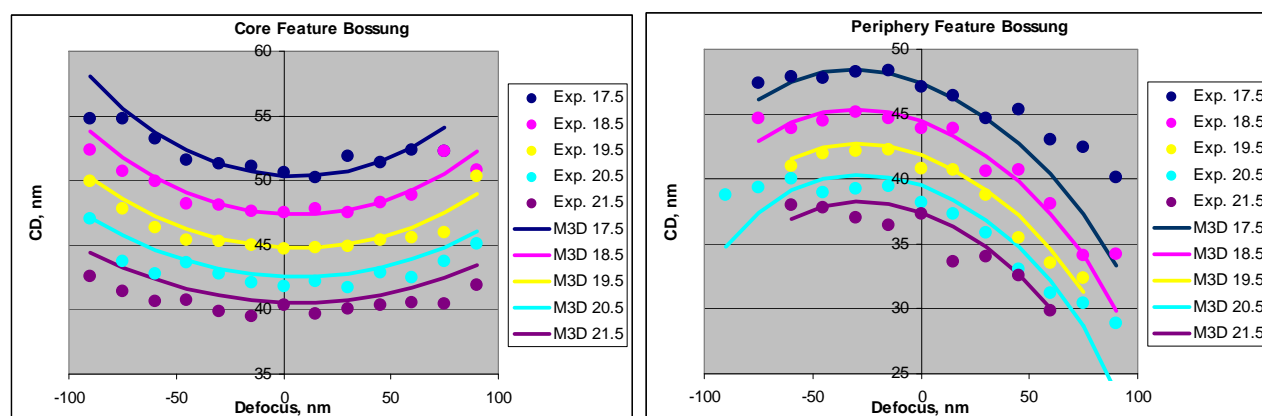 Core Feature Bossung
60
55
50
45
40
35
CD, nm
-100
-50
0
50
100
Defocus, nm
Exp. 17.5
Exp. 18.5
Exp. 19.5
Exp. 20.5
Exp. 21.5
M3D 17.5
M3D 18.5
M3D 19.5
M3D 20.5
M3D 21.5
Periphery Feature Bossung
50
45
40
35
30
25
CD, nm
-100
-50
0
50
100
Defocus, nm
Exp. 17.5
Exp. 18.5
Exp. 19.5
Exp. 20.5
Exp. 21.5
M3D 17.5
M3D 18.5
M3D 19.5
M3D 20.5
M3D 21.5